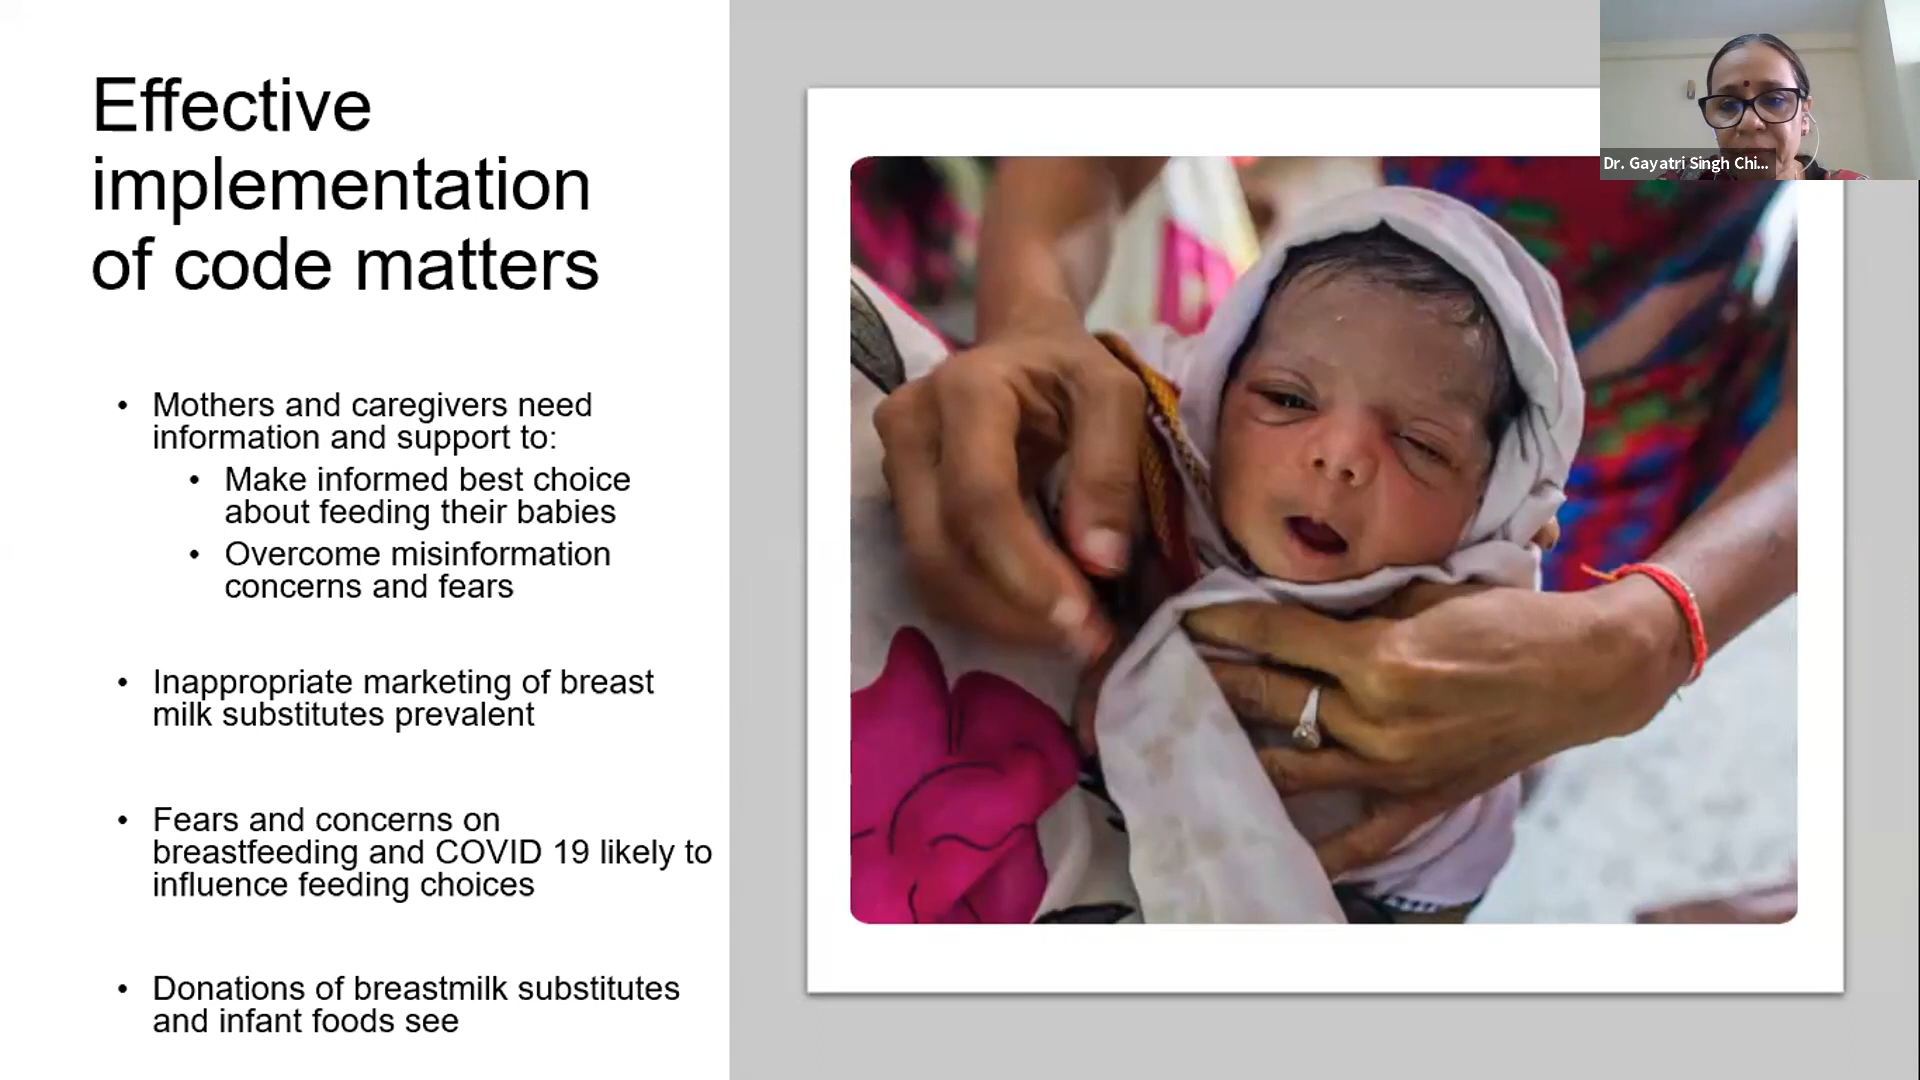 Effective
implementation
of code matters
• Mothers and caregivers need
information and support to:
• Make informed best choice
about feeding their babies
• Overcome misinformation
concerns and fears
• Inappropriate marketing of breast
milk substitutes prevalent
• Fears and concerns on
breastfeeding and COVID 19 likely to
influence feeding choices
• Donations of breastmilk substitutes
and infant foods see
Dr. Gayatri Singh Chi...